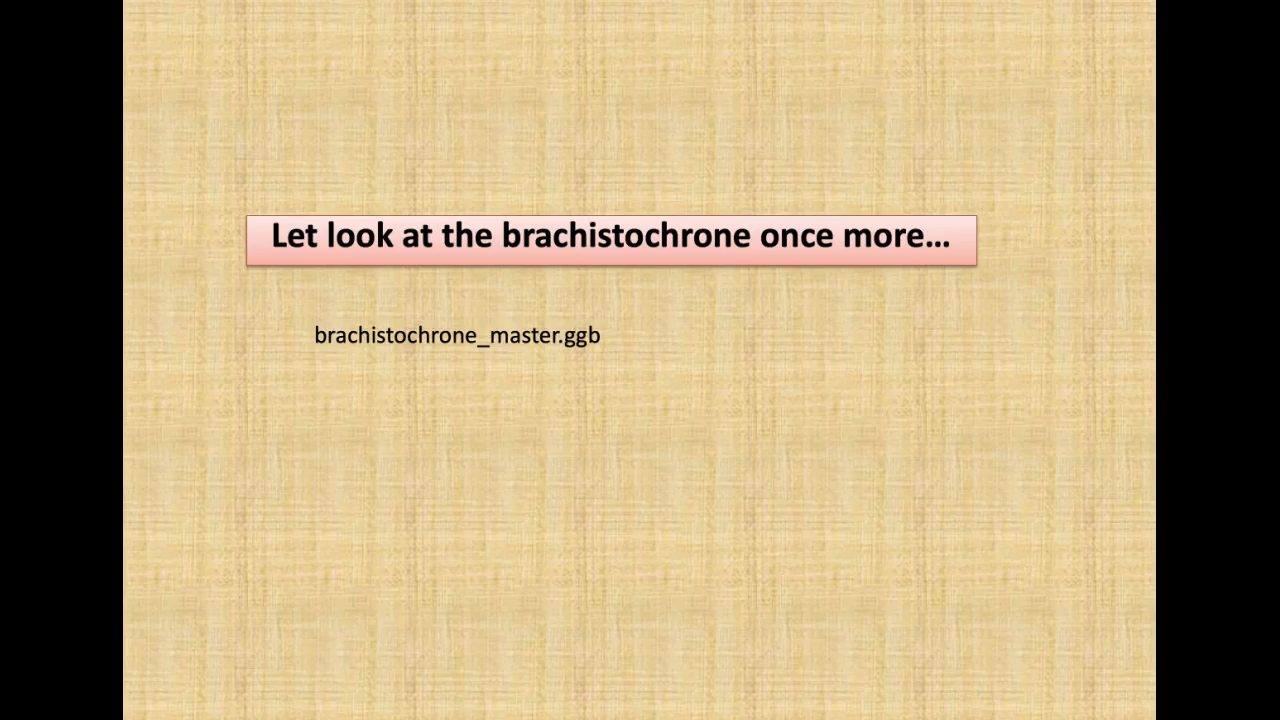 Let look at the brachistochrone once more...
brachistochrone_master.ggb